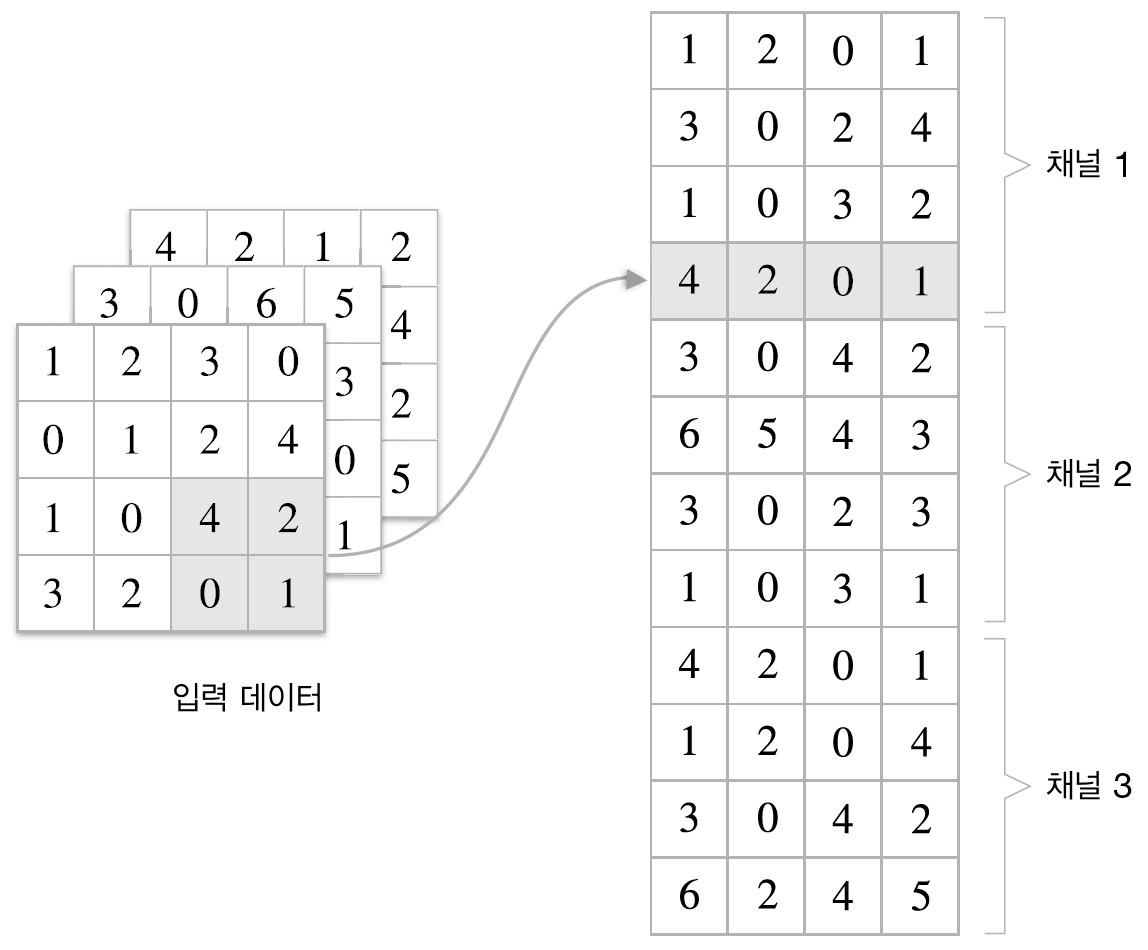 4 2 1 2
3 0 6 5
4
1 2 3 0
3
2
0 1 2 4
0
5
1 0 4 2
1
3 2 0 1
입력 데이터
1 2 0 1
3 0 2 4
1 0 3 2
4 2 0 1
채널 1
3 0 4 2
6 5 4 3
3 0 2 3
1 0 3 1
채널 2
4 2 0 1
1 2 0 4
3 0 4 2
6 2 4 5
채널 3